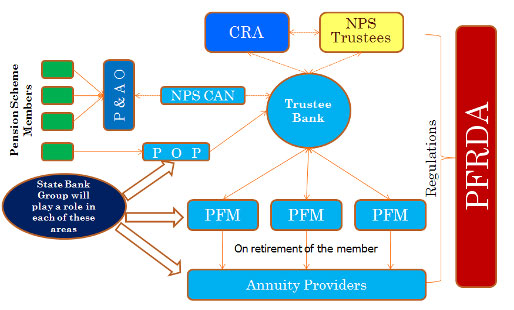 CRA
NPS
Trustees
Pension Scheme
Members
P & A O
NPS CAN
Trustee
Bank
P O P
State Bank
Group will
play a role in
each of these
areas
PFM
PFM
PFM
On retirement of the member
Annuity Providers
Regulations
PFRDA